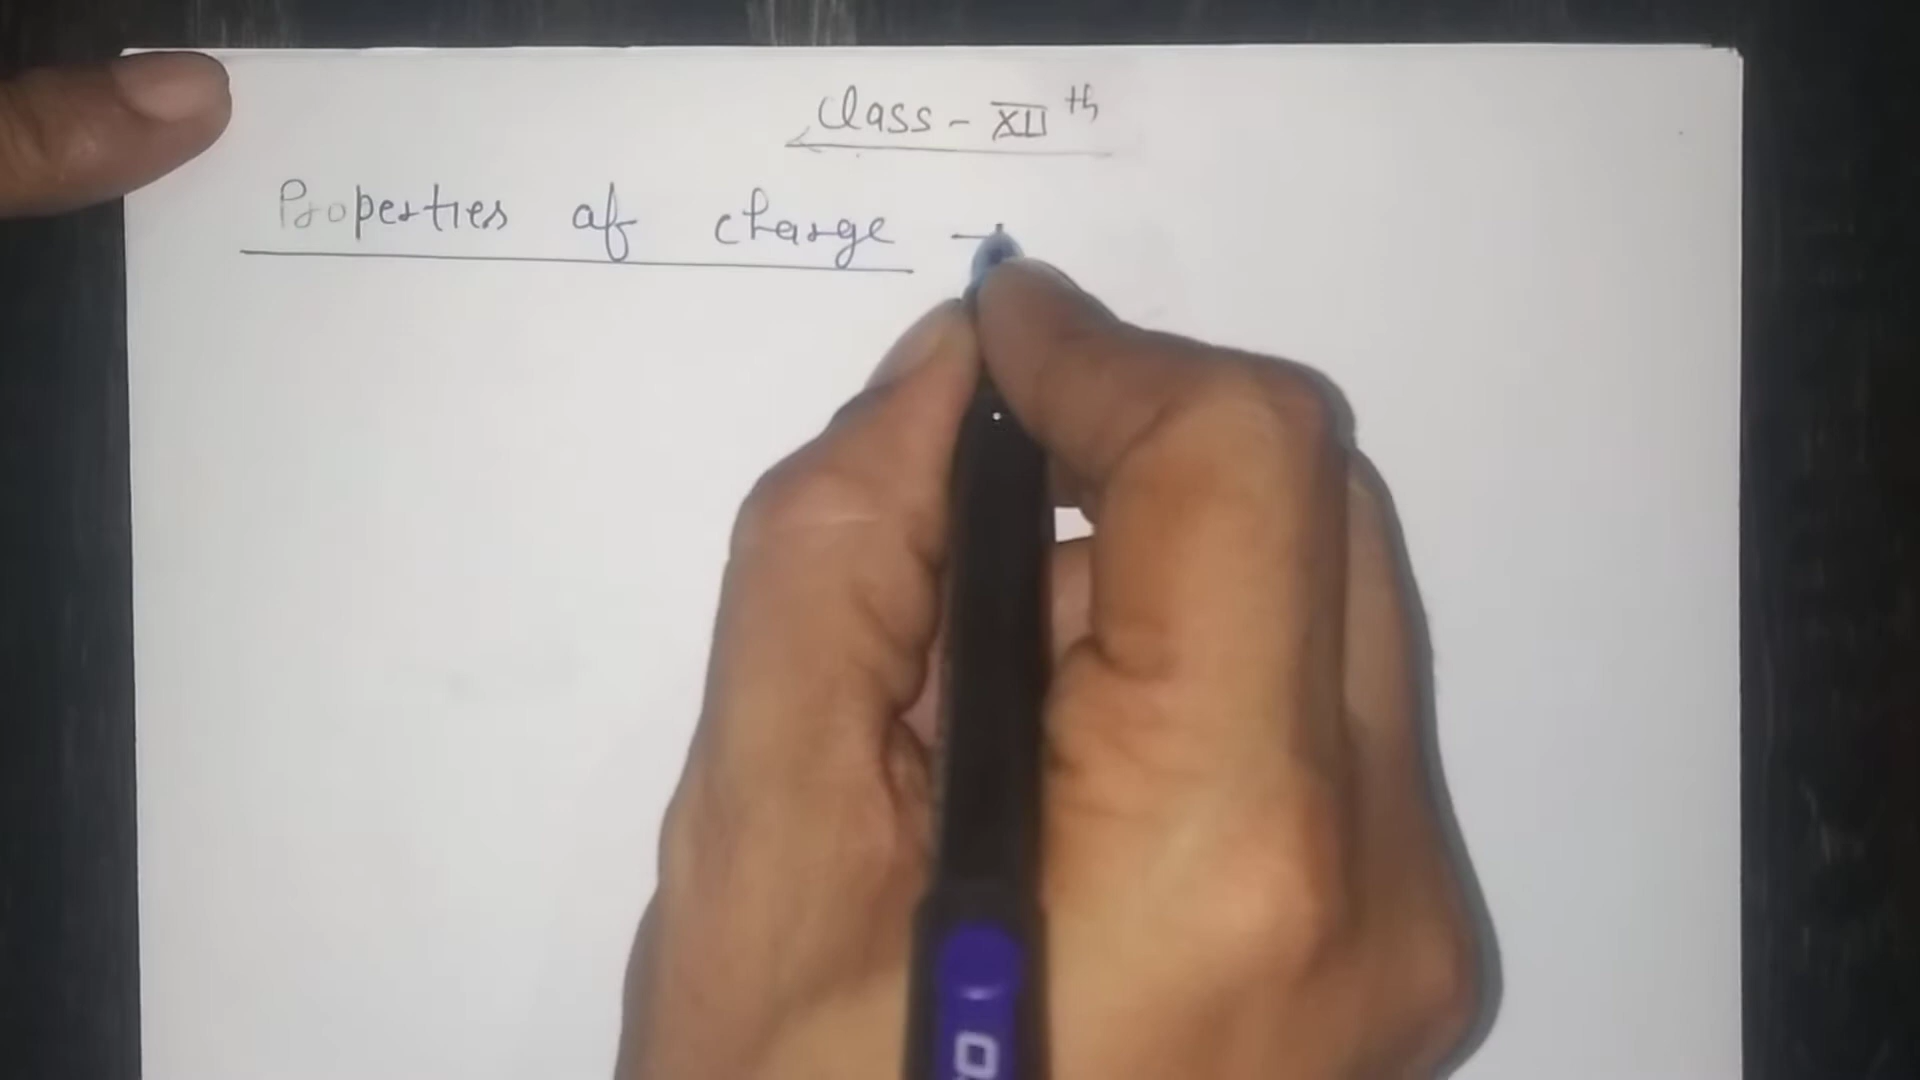 Class - XII th
Properties of charge -